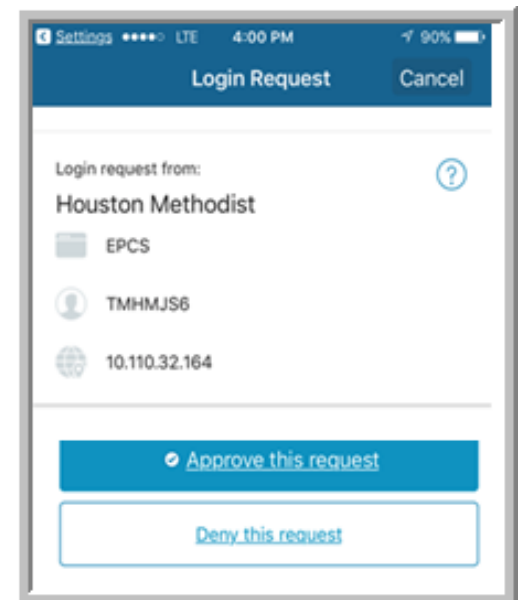 Settings LTE 4:00 PM 90%
Login Request Cancel
Login request from:
?
Houston Methodist
EPCS
TMHMJS6
10.110.32.164
Approve this request
Deny this request